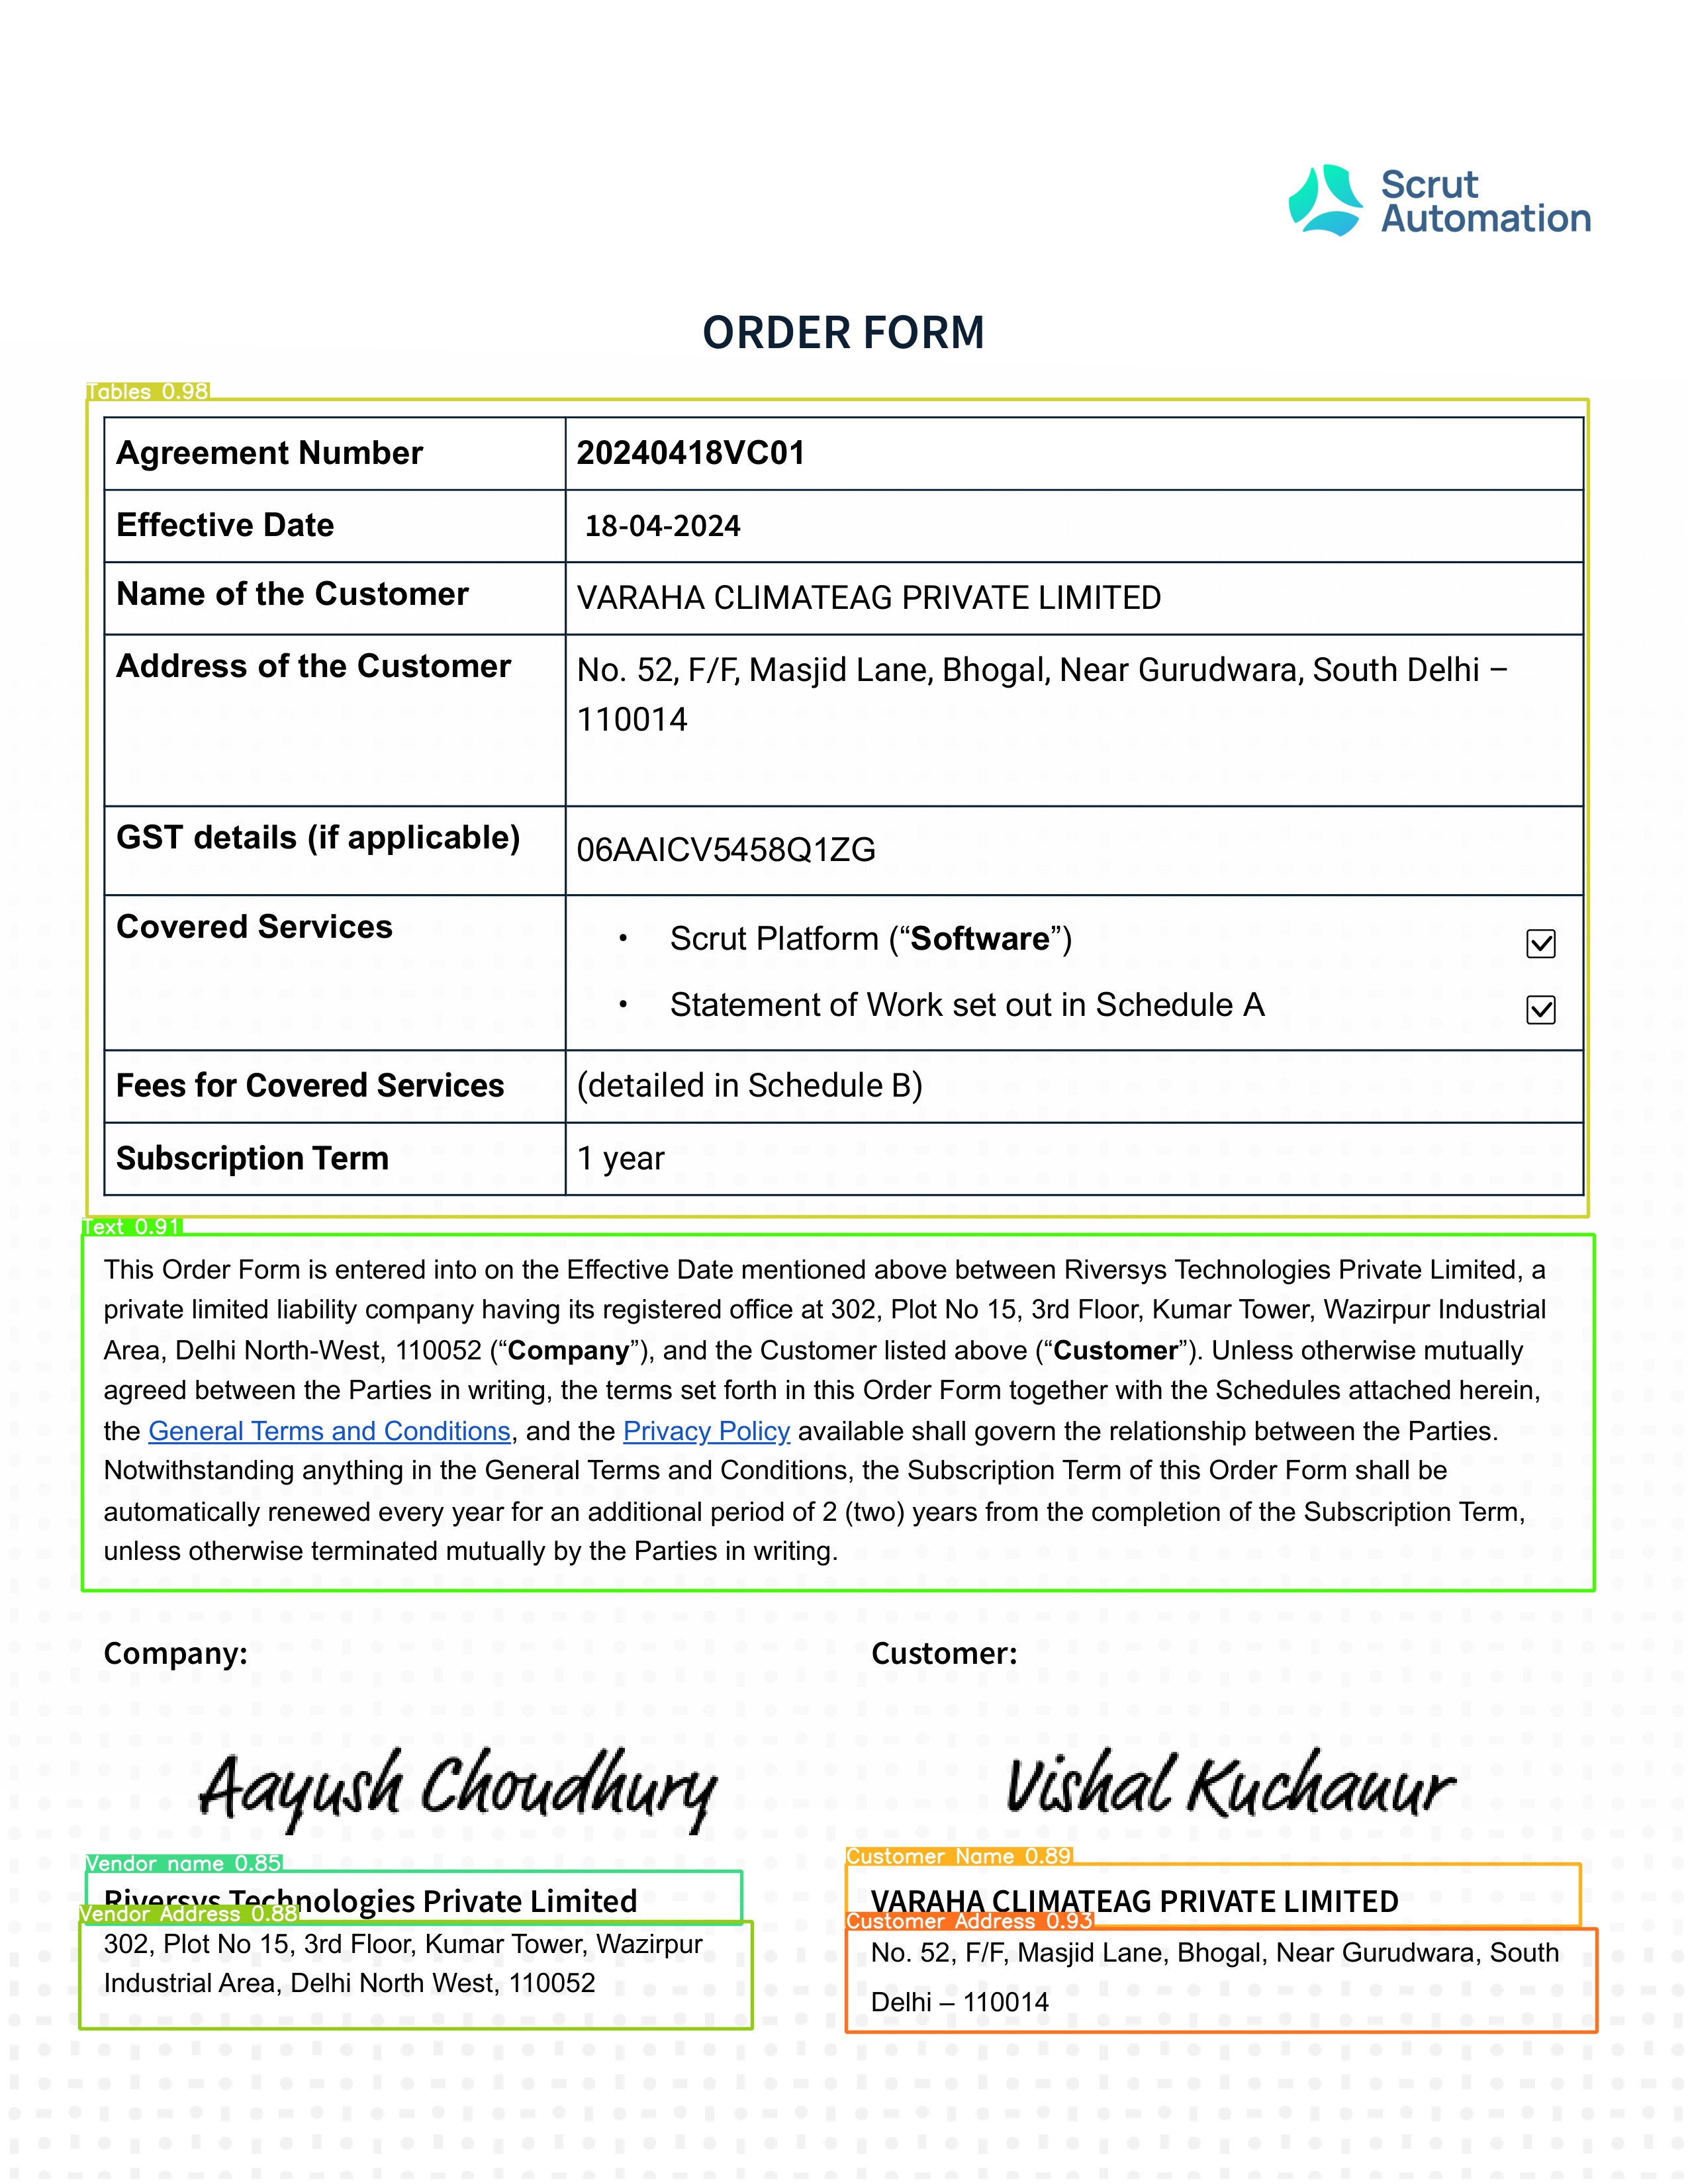 Scrut
Automation
ORDER FORM
Tables 0.98
Agreement Number 20240418VC01
Effective Date 18-04-2024
Name of the Customer VARAHA CLIMATEAG PRIVATE LIMITED
Address of the Customer No. 52, F/F, Masjid Lane, Bhogal, Near Gurudwara, South Delhi –
110014
GST details (if applicable) 06AAICV5458Q1ZG
Covered Services • Scrut Platform (“Software”) ☑
• Statement of Work set out in Schedule A ☑
Fees for Covered Services (detailed in Schedule B)
Subscription Term 1 year
Text 0.91
This Order Form is entered into on the Effective Date mentioned above between Riversys Technologies Private Limited, a
private limited liability company having its registered office at 302, Plot No 15, 3rd Floor, Kumar Tower, Wazirpur Industrial
Area, Delhi North-West, 110052 (“Company”), and the Customer listed above (“Customer”). Unless otherwise mutually
agreed between the Parties in writing, the terms set forth in this Order Form together with the Schedules attached herein,
the General Terms and Conditions, and the Privacy Policy available shall govern the relationship between the Parties.
Notwithstanding anything in the General Terms and Conditions, the Subscription Term of this Order Form shall be
automatically renewed every year for an additional period of 2 (two) years from the completion of the Subscription Term,
unless otherwise terminated mutually by the Parties in writing.
Company: Customer:
Aayush Choudhury Vishal Kuchanur
Vendor name 0.85
Riversys Technologies Private Limited
Vendor Address 0.88
302, Plot No 15, 3rd Floor, Kumar Tower, Wazirpur
Industrial Area, Delhi North West, 110052
Customer Name 0.89
VARAHA CLIMATEAG PRIVATE LIMITED
Customer Address 0.93
No. 52, F/F, Masjid Lane, Bhogal, Near Gurudwara, South
Delhi – 110014